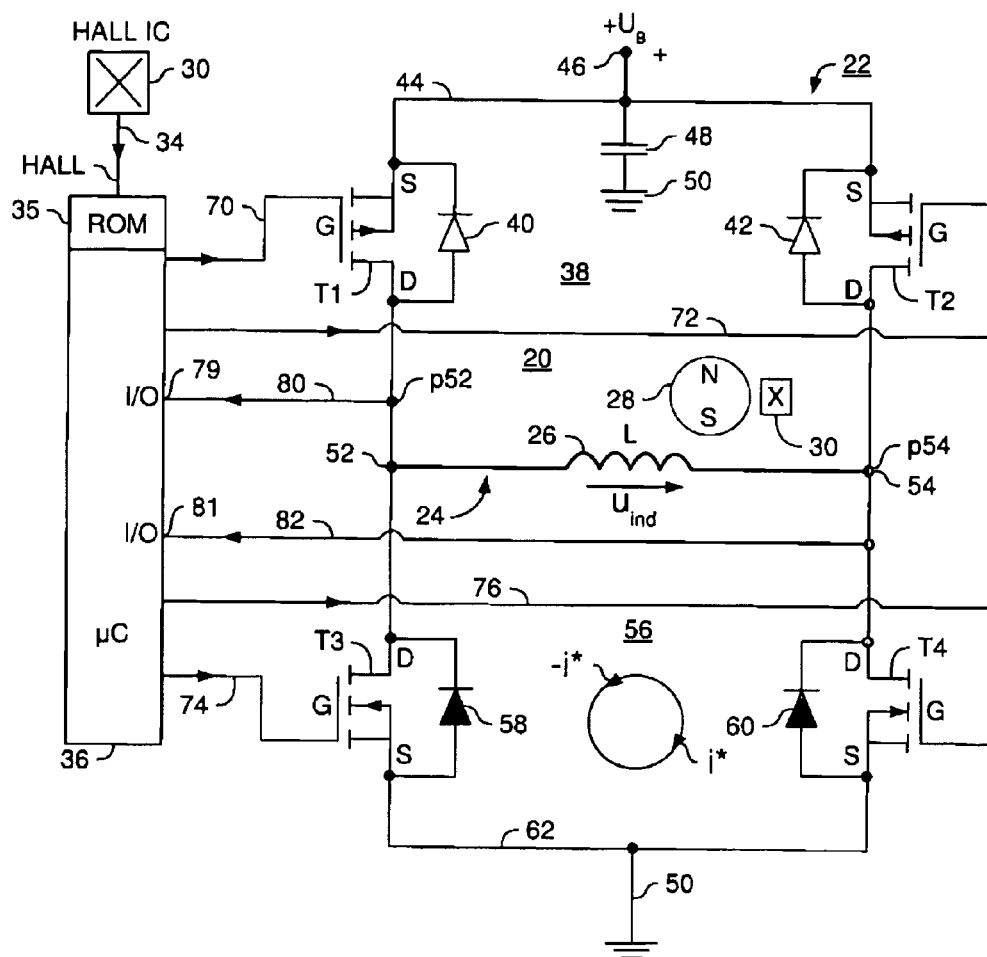 HALL IC
30
34
HALL
35
ROM
+U_B
46
+
22
44
48
50
70
S
G
D
T1
40
42
S
G
D
T2
38
72
20
I/O
79
80
p52
28
N
S
X
30
52
26
L
p54
54
24
u_ind
I/O
81
82
76
µC
56
T3
D
G
S
58
74
-i*
i*
60
D
T4
G
S
36
62
50